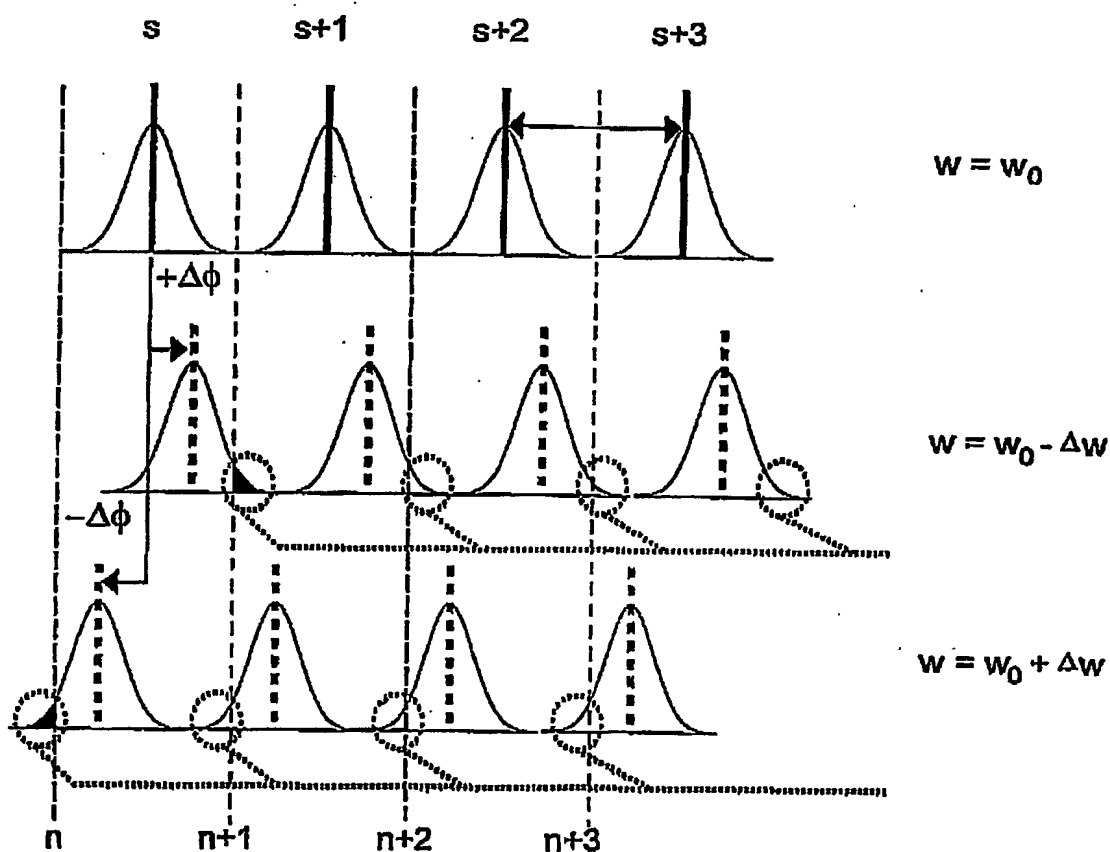 s s+1 s+2 s+3
w = w₀
+Δϕ
w = w₀ - Δw
−Δϕ
w = w₀ + Δw
n n+1 n+2 n+3